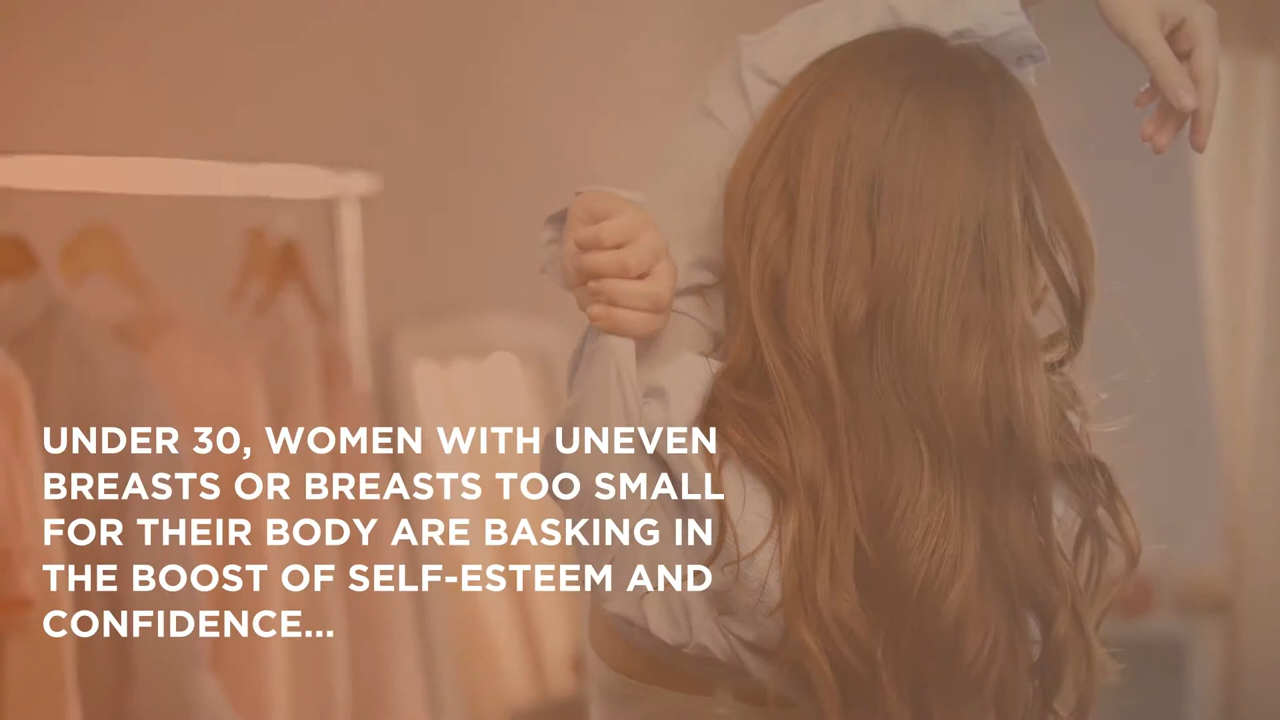 UNDER 30, WOMEN WITH UNEVEN
BREASTS OR BREASTS TOO SMALL
FOR THEIR BODY ARE BASKING IN
THE BOOST OF SELF-ESTEEM AND
CONFIDENCE...